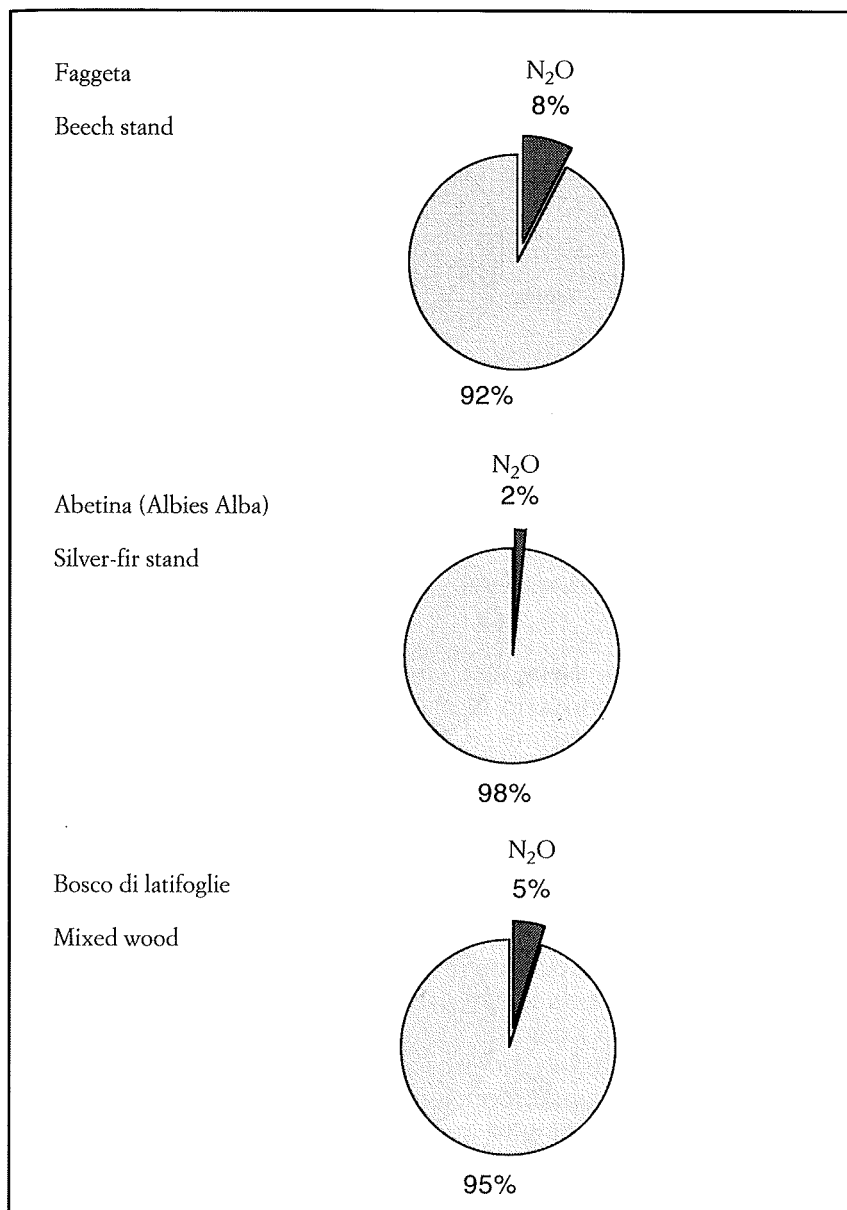 Faggeta
Beech stand
N₂O
8%
92%
Abetina (Albies Alba)
Silver-fir stand
N₂O
2%
98%
Bosco di latifoglie
Mixed wood
N₂O
5%
95%